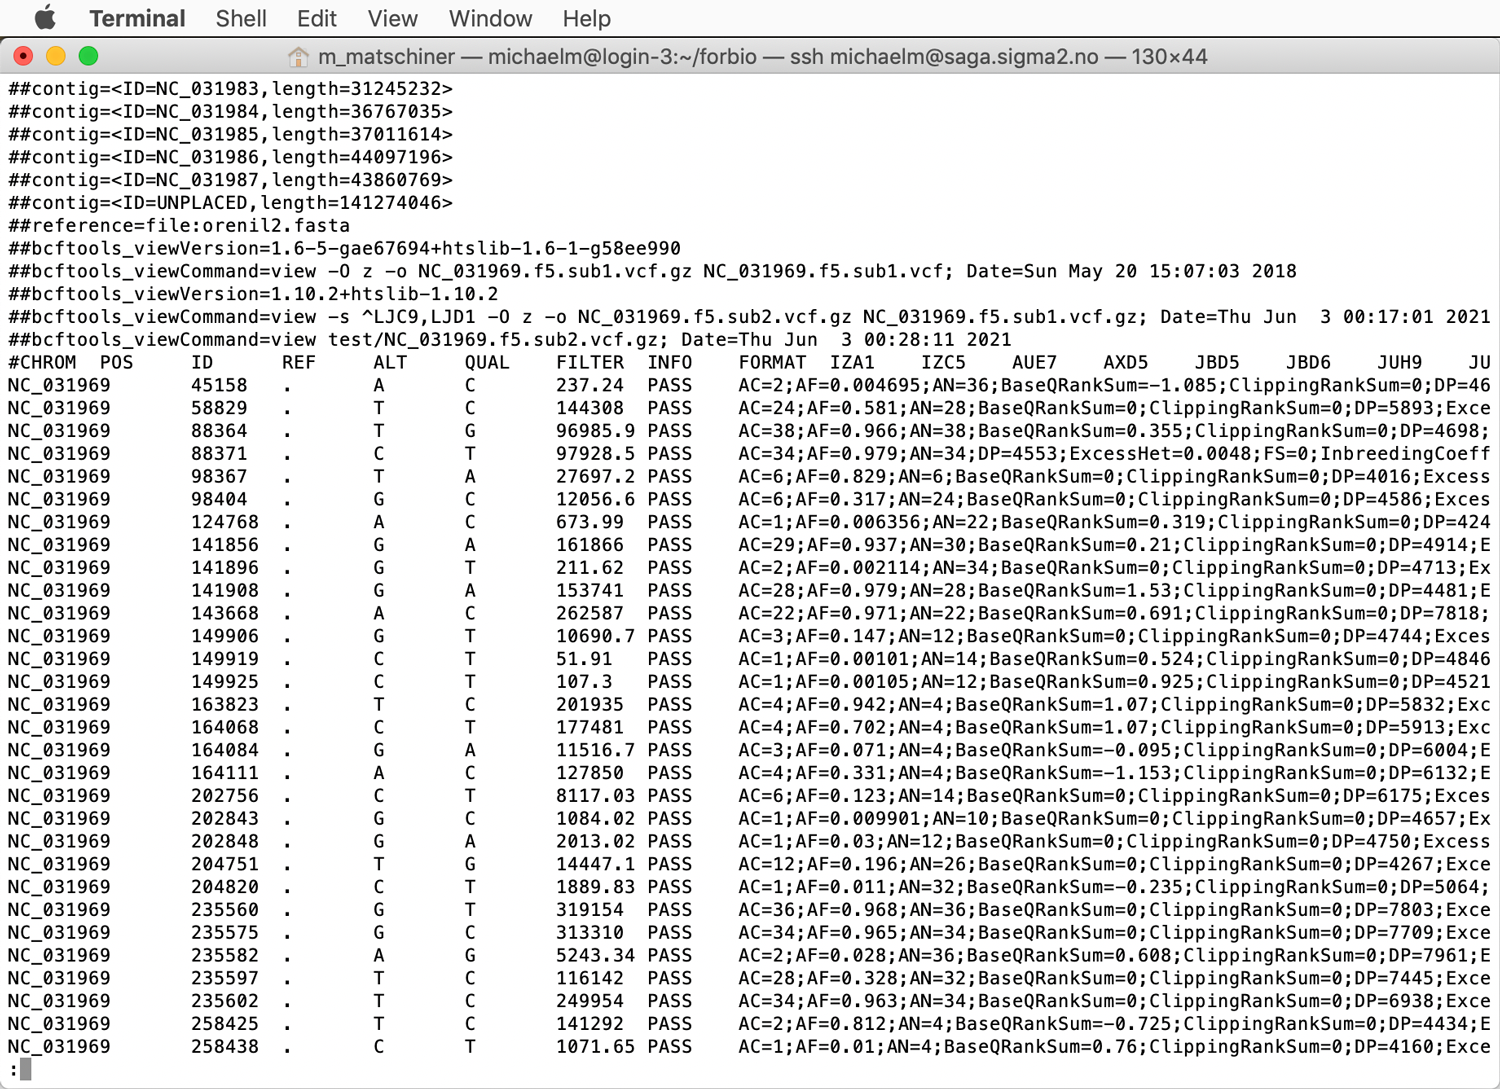 Terminal Shell Edit View Window Help
m_matschiner — michaelm@login-3:~/forbio — ssh michaelm@saga.sigma2.no — 130×44
##contig=<ID=NC_031983,length=31245232>
##contig=<ID=NC_031984,length=36767035>
##contig=<ID=NC_031985,length=37011614>
##contig=<ID=NC_031986,length=44097196>
##contig=<ID=NC_031987,length=43860769>
##contig=<ID=UNPLACED,length=141274046>
##reference=file:orenil2.fasta
##bcftools_viewVersion=1.6-5-gae67694+htslib-1.6-1-g58ee990
##bcftools_viewCommand=view -O z -o NC_031969.f5.sub1.vcf.gz NC_031969.f5.sub1.vcf; Date=Sun May 20 15:07:03 2018
##bcftools_viewVersion=1.10.2+htslib-1.10.2
##bcftools_viewCommand=view -s ^LJC9,LJD1 -O z -o NC_031969.f5.sub2.vcf.gz NC_031969.f5.sub1.vcf.gz; Date=Thu Jun  3 00:17:01 2021
##bcftools_viewCommand=view test/NC_031969.f5.sub2.vcf.gz; Date=Thu Jun  3 00:28:11 2021
#CHROM POS ID REF ALT QUAL FILTER INFO FORMAT IZA1 IZC5 AUE7 AXD5 JBD5 JBD6 JUH9 JU
NC_031969 45158 . A C 237.24 PASS AC=2;AF=0.004695;AN=36;BaseQRankSum=-1.085;ClippingRankSum=0;DP=46
NC_031969 58829 . T C 144308 PASS AC=24;AF=0.581;AN=28;BaseQRankSum=0;ClippingRankSum=0;DP=5893;Exce
NC_031969 88364 . T G 96985.9 PASS AC=38;AF=0.966;AN=38;BaseQRankSum=0.355;ClippingRankSum=0;DP=4698;
NC_031969 88371 . C T 97928.5 PASS AC=34;AF=0.979;AN=34;DP=4553;ExcessHet=0.0048;FS=0;InbreedingCoeff
NC_031969 98367 . T A 27697.2 PASS AC=6;AF=0.829;AN=6;BaseQRankSum=0;ClippingRankSum=0;DP=4016;Excess
NC_031969 98404 . G C 12056.6 PASS AC=6;AF=0.317;AN=24;BaseQRankSum=0;ClippingRankSum=0;DP=4586;Exces
NC_031969 124768 . A C 673.99 PASS AC=1;AF=0.006356;AN=22;BaseQRankSum=0.319;ClippingRankSum=0;DP=424
NC_031969 141856 . G A 161866 PASS AC=29;AF=0.937;AN=30;BaseQRankSum=0.21;ClippingRankSum=0;DP=4914;E
NC_031969 141896 . G T 211.62 PASS AC=2;AF=0.002114;AN=34;BaseQRankSum=0;ClippingRankSum=0;DP=4713;Ex
NC_031969 141908 . G A 153741 PASS AC=28;AF=0.979;AN=28;BaseQRankSum=1.53;ClippingRankSum=0;DP=4481;E
NC_031969 143668 . A C 262587 PASS AC=22;AF=0.971;AN=22;BaseQRankSum=0.691;ClippingRankSum=0;DP=7818;
NC_031969 149906 . G T 10690.7 PASS AC=3;AF=0.147;AN=12;BaseQRankSum=0;ClippingRankSum=0;DP=4744;Exces
NC_031969 149919 . C T 51.91 PASS AC=1;AF=0.00101;AN=14;BaseQRankSum=0.524;ClippingRankSum=0;DP=4846
NC_031969 149925 . C T 107.3 PASS AC=1;AF=0.00105;AN=12;BaseQRankSum=0.925;ClippingRankSum=0;DP=4521
NC_031969 163823 . T C 201935 PASS AC=4;AF=0.942;AN=4;BaseQRankSum=1.07;ClippingRankSum=0;DP=5832;Exc
NC_031969 164068 . C T 177481 PASS AC=4;AF=0.702;AN=4;BaseQRankSum=1.07;ClippingRankSum=0;DP=5913;Exc
NC_031969 164084 . G A 11516.7 PASS AC=3;AF=0.071;AN=4;BaseQRankSum=-0.095;ClippingRankSum=0;DP=6004;E
NC_031969 164111 . A C 127850 PASS AC=4;AF=0.331;AN=4;BaseQRankSum=-1.153;ClippingRankSum=0;DP=6132;E
NC_031969 202756 . C T 8117.03 PASS AC=6;AF=0.123;AN=14;BaseQRankSum=0;ClippingRankSum=0;DP=6175;Exces
NC_031969 202843 . G C 1084.02 PASS AC=1;AF=0.009901;AN=10;BaseQRankSum=0;ClippingRankSum=0;DP=4657;Ex
NC_031969 202848 . G A 2013.02 PASS AC=1;AF=0.03;AN=12;BaseQRankSum=0;ClippingRankSum=0;DP=4750;Excess
NC_031969 204751 . T G 14447.1 PASS AC=12;AF=0.196;AN=26;BaseQRankSum=0;ClippingRankSum=0;DP=4267;Exce
NC_031969 204820 . C T 1889.83 PASS AC=1;AF=0.011;AN=32;BaseQRankSum=-0.235;ClippingRankSum=0;DP=5064;
NC_031969 235560 . G T 319154 PASS AC=36;AF=0.968;AN=36;BaseQRankSum=0;ClippingRankSum=0;DP=7803;Exce
NC_031969 235575 . G C 313310 PASS AC=34;AF=0.965;AN=34;BaseQRankSum=0;ClippingRankSum=0;DP=7709;Exce
NC_031969 235582 . A G 5243.34 PASS AC=2;AF=0.028;AN=36;BaseQRankSum=0.608;ClippingRankSum=0;DP=7961;E
NC_031969 235597 . T C 116142 PASS AC=28;AF=0.328;AN=32;BaseQRankSum=0;ClippingRankSum=0;DP=7445;Exce
NC_031969 235602 . T C 249954 PASS AC=34;AF=0.963;AN=34;BaseQRankSum=0;ClippingRankSum=0;DP=6938;Exce
NC_031969 258425 . T C 141292 PASS AC=2;AF=0.812;AN=4;BaseQRankSum=-0.725;ClippingRankSum=0;DP=4434;E
NC_031969 258438 . C T 1071.65 PASS AC=1;AF=0.01;AN=4;BaseQRankSum=0.76;ClippingRankSum=0;DP=4160;Exce
: